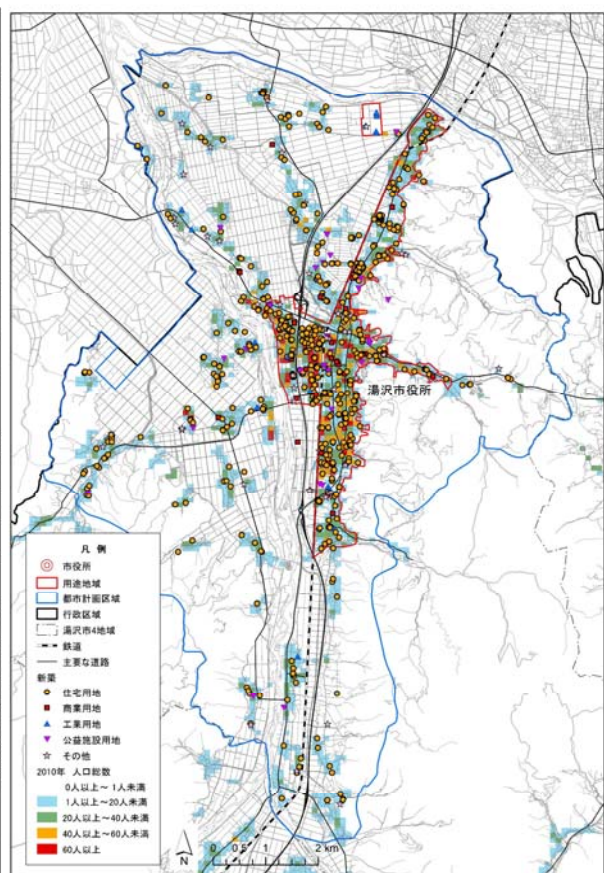 湯沢市役所
凡 例
市役所
用途地域
都市計画区域
行政区域
湯沢市4地域
鉄道
主要な道路
新築
住宅用地
商業用地
工業用地
公益施設用地
その他
2010年 人口総数
0人以上~ 1人未満
1人以上~20人未満
20人以上~40人未満
40人以上~60人未満
60人以上
N
0 0.5 1 2 km